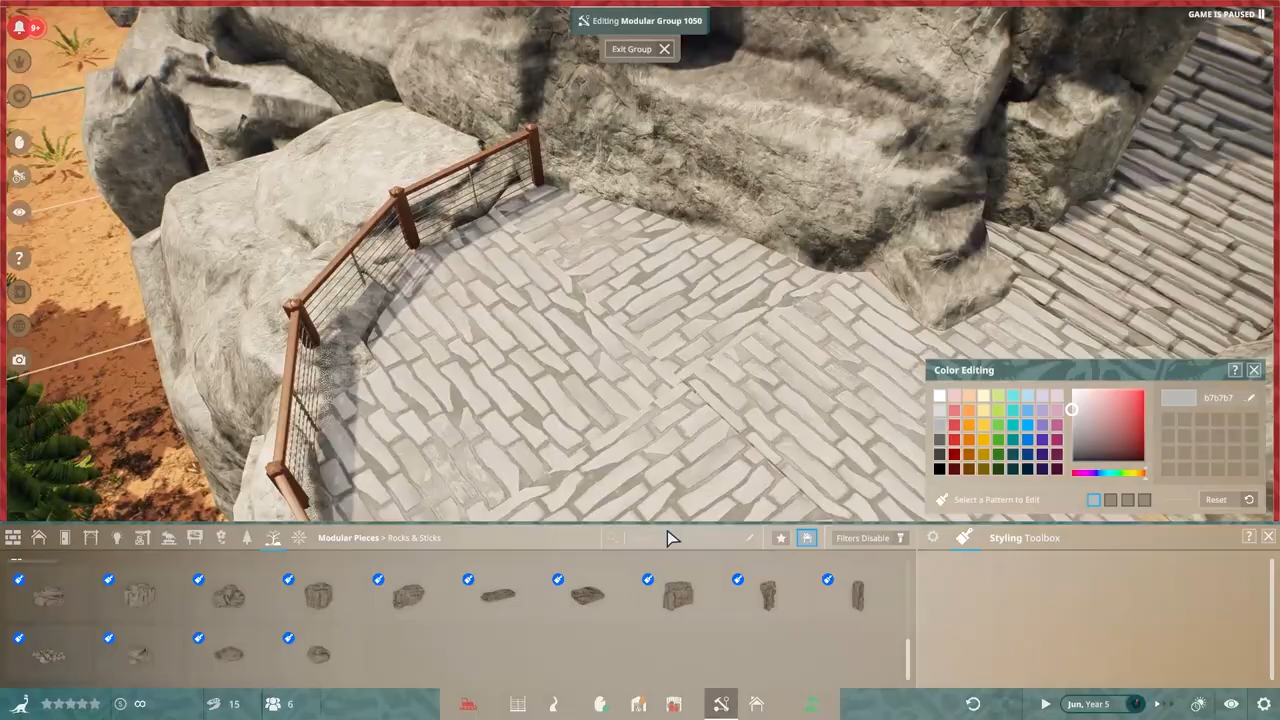 9+
Editing Modular Group 1050
GAME IS PAUSED
Exit Group
Color Editing
?
b7b7b7
Select a Pattern to Edit
Reset
Modular Pieces > Rocks & Sticks
Filters Disable
Styling Toolbox
?
∞
15
6
Jun, Year 5